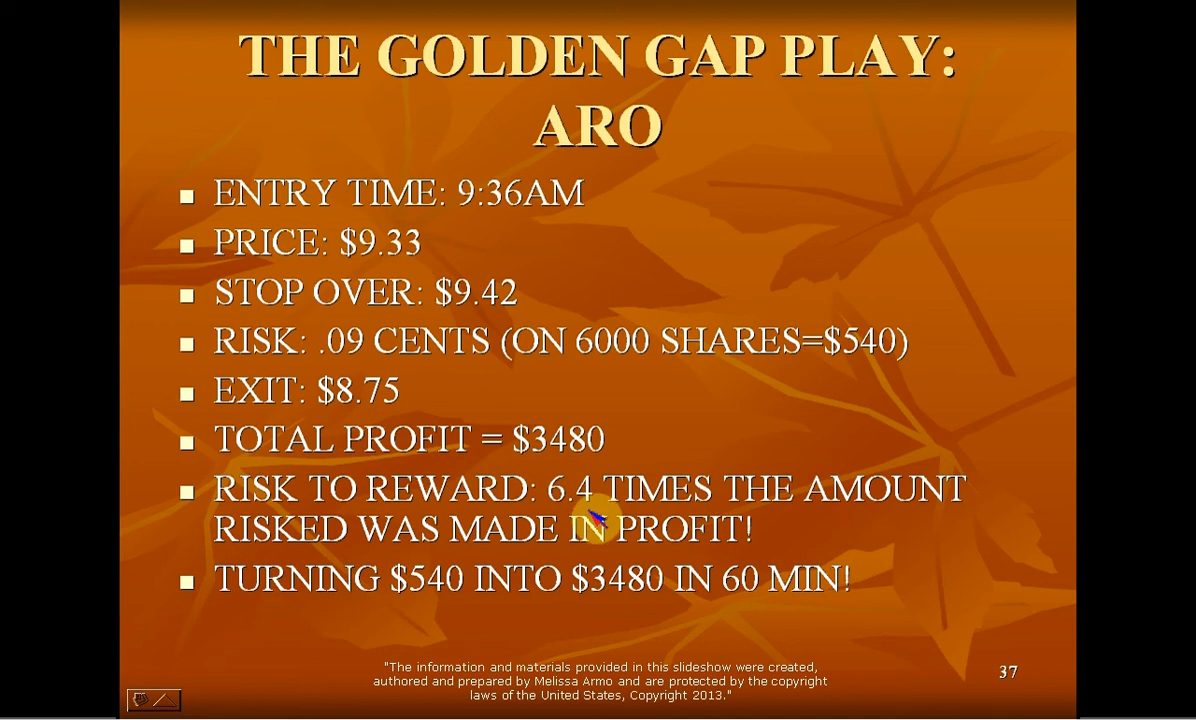 THE GOLDEN GAP PLAY:
ARO
ENTRY TIME: 9:36AM
PRICE: $9.33
STOP OVER: $9.42
RISK: .09 CENTS (ON 6000 SHARES=$540)
EXIT: $8.75
TOTAL PROFIT = $3480
RISK TO REWARD: 6.4 TIMES THE AMOUNT
RISKED WAS MADE IN PROFIT!
TURNING $540 INTO $3480 IN 60 MIN!
"The information and materials provided in this slideshow were created,
authored and prepared by Melissa Armo and are protected by the copyright
laws of the United States, Copyright 2013."
37